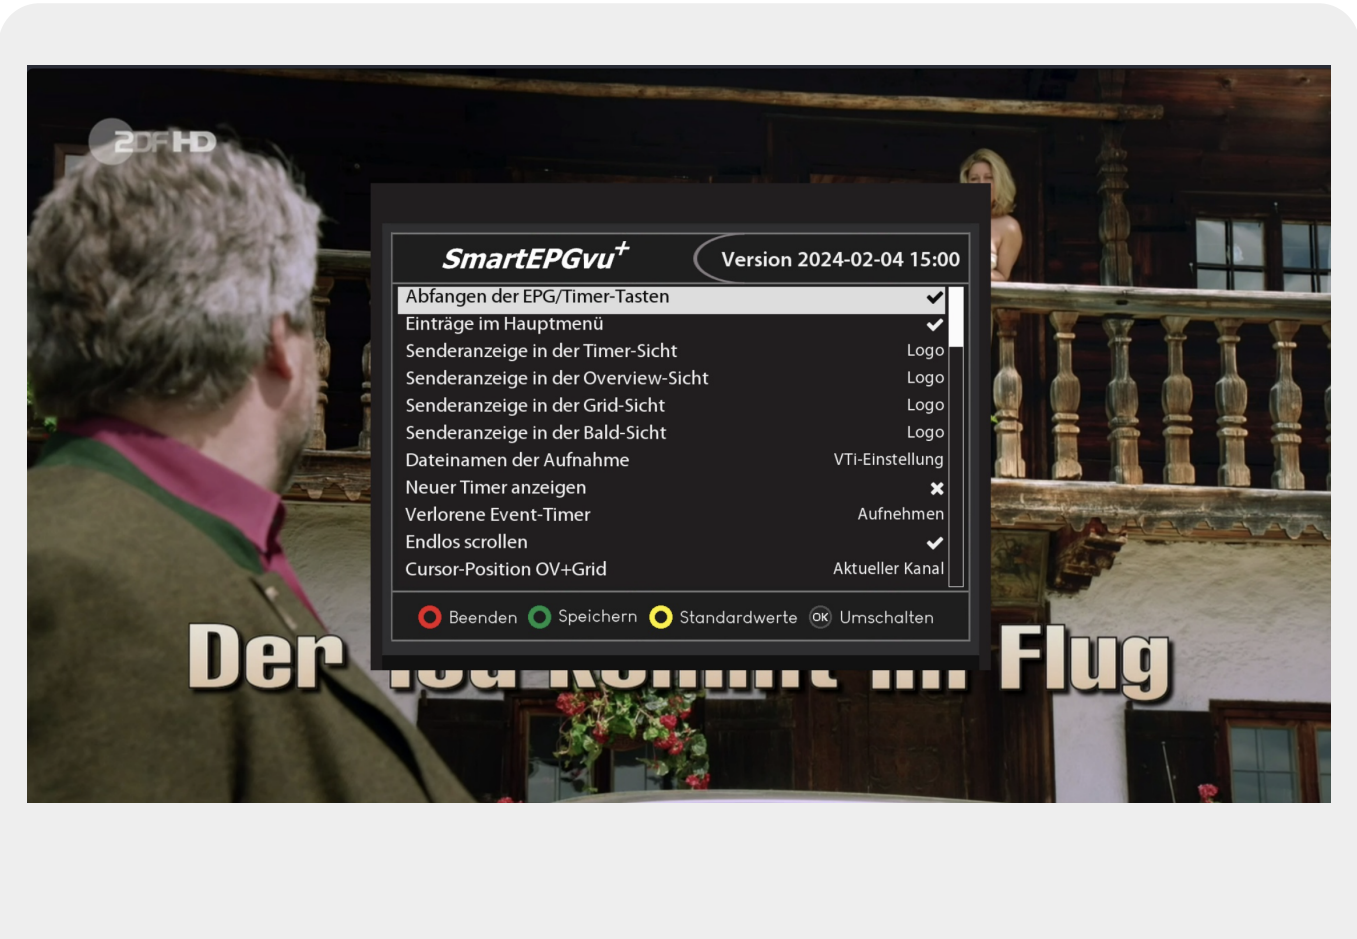 ZDF HD
SmartEPGvu+
Version 2024-02-04 15:00
Abfangen der EPG/Timer-Tasten
Einträge im Hauptmenü
Senderanzeige in der Timer-Sicht Logo
Senderanzeige in der Overview-Sicht Logo
Senderanzeige in der Grid-Sicht Logo
Senderanzeige in der Bald-Sicht Logo
Dateinamen der Aufnahme VTi-Einstellung
Neuer Timer anzeigen
Verlorene Event-Timer Aufnehmen
Endlos scrollen
Cursor-Position OV+Grid Aktueller Kanal
Beenden Speichern Standardwerte OK Umschalten
Der Tod kommt im Flug